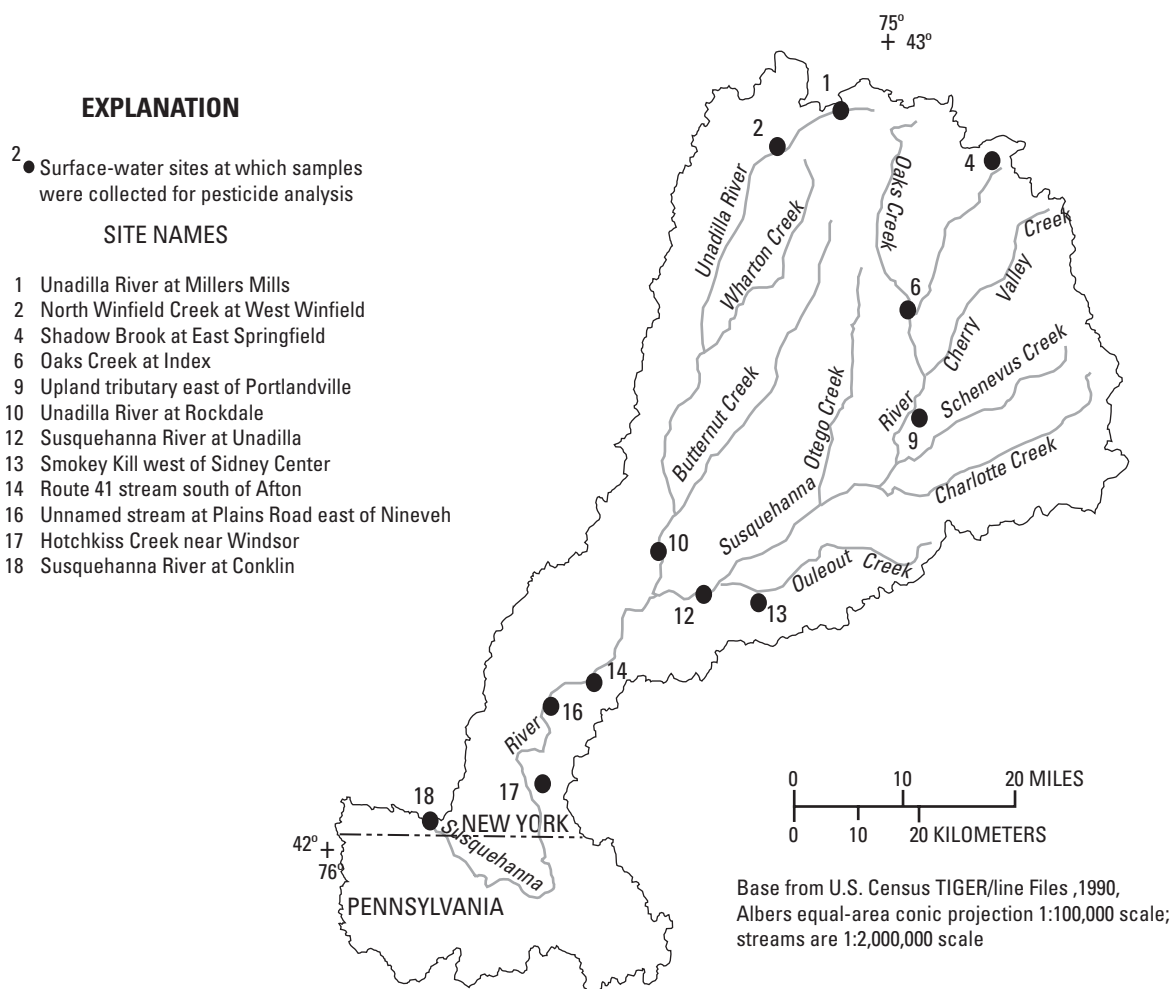 EXPLANATION
2
Surface-water sites at which samples
were collected for pesticide analysis
SITE NAMES
1 Unadilla River at Millers Mills
2 North Winfield Creek at West Winfield
4 Shadow Brook at East Springfield
6 Oaks Creek at Index
9 Upland tributary east of Portlandville
10 Unadilla River at Rockdale
12 Susquehanna River at Unadilla
13 Smokey Kill west of Sidney Center
14 Route 41 stream south of Afton
16 Unnamed stream at Plains Road east of Nineveh
17 Hotchkiss Creek near Windsor
18 Susquehanna River at Conklin
75°
+ 43°
1
2
4
Unadilla River
Wharton Creek
Oaks Creek
Cherry Valley Creek
6
Butternut Creek
Otego Creek
River
Schenevus Creek
9
Charlotte Creek
Susquehanna
10
Ouleout Creek
12
13
14
16
River
17
18
NEW YORK
Susquehanna
42° +
76°
PENNSYLVANIA
0 10 20 MILES
0 10 20 KILOMETERS
Base from U.S. Census TIGER/line Files ,1990,
Albers equal-area conic projection 1:100,000 scale;
streams are 1:2,000,000 scale